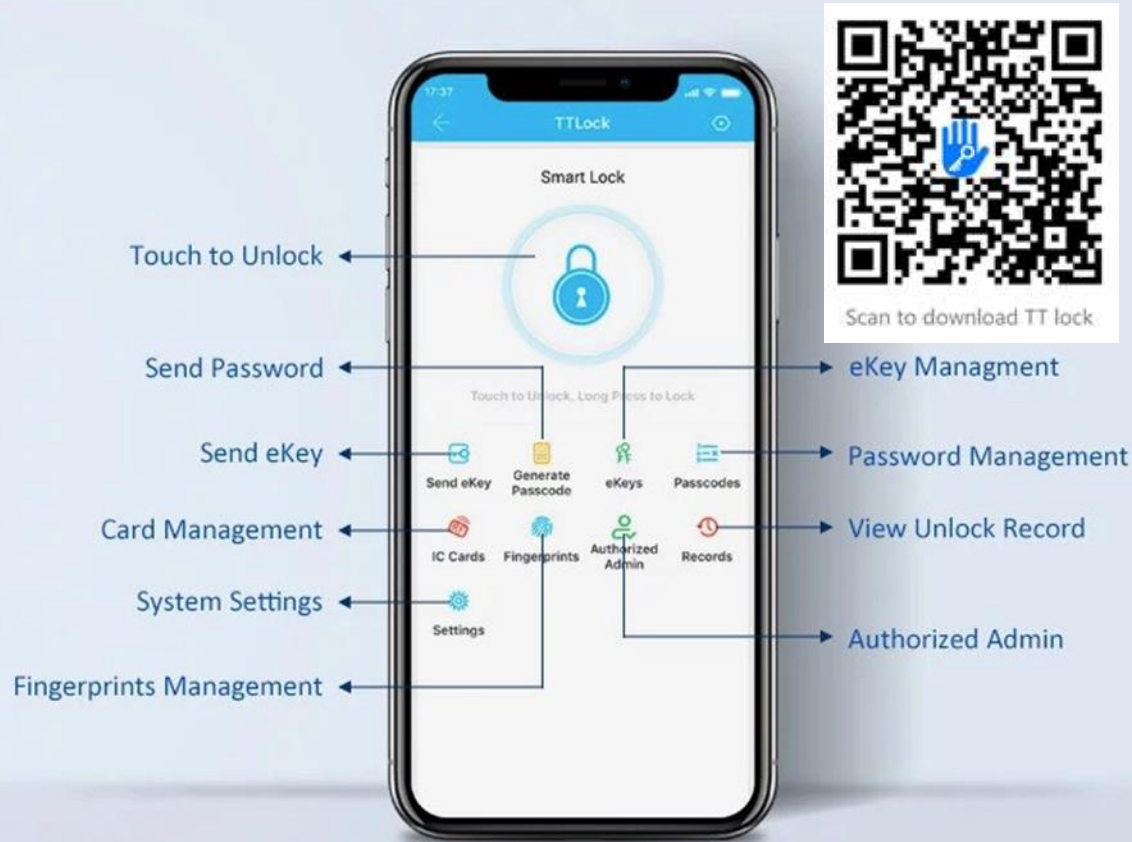 17:37
TTLock
Smart Lock
Touch to Unlock
Send Password
Send eKey
Card Management
System Settings
Fingerprints Management
Touch to Unlock, Long Press to Lock
Send eKey
Generate
Passcode
eKeys
Passcodes
IC Cards
Fingerprints
Authorized
Admin
Records
Settings
Scan to download TT lock
eKey Managment
Password Management
View Unlock Record
Authorized Admin